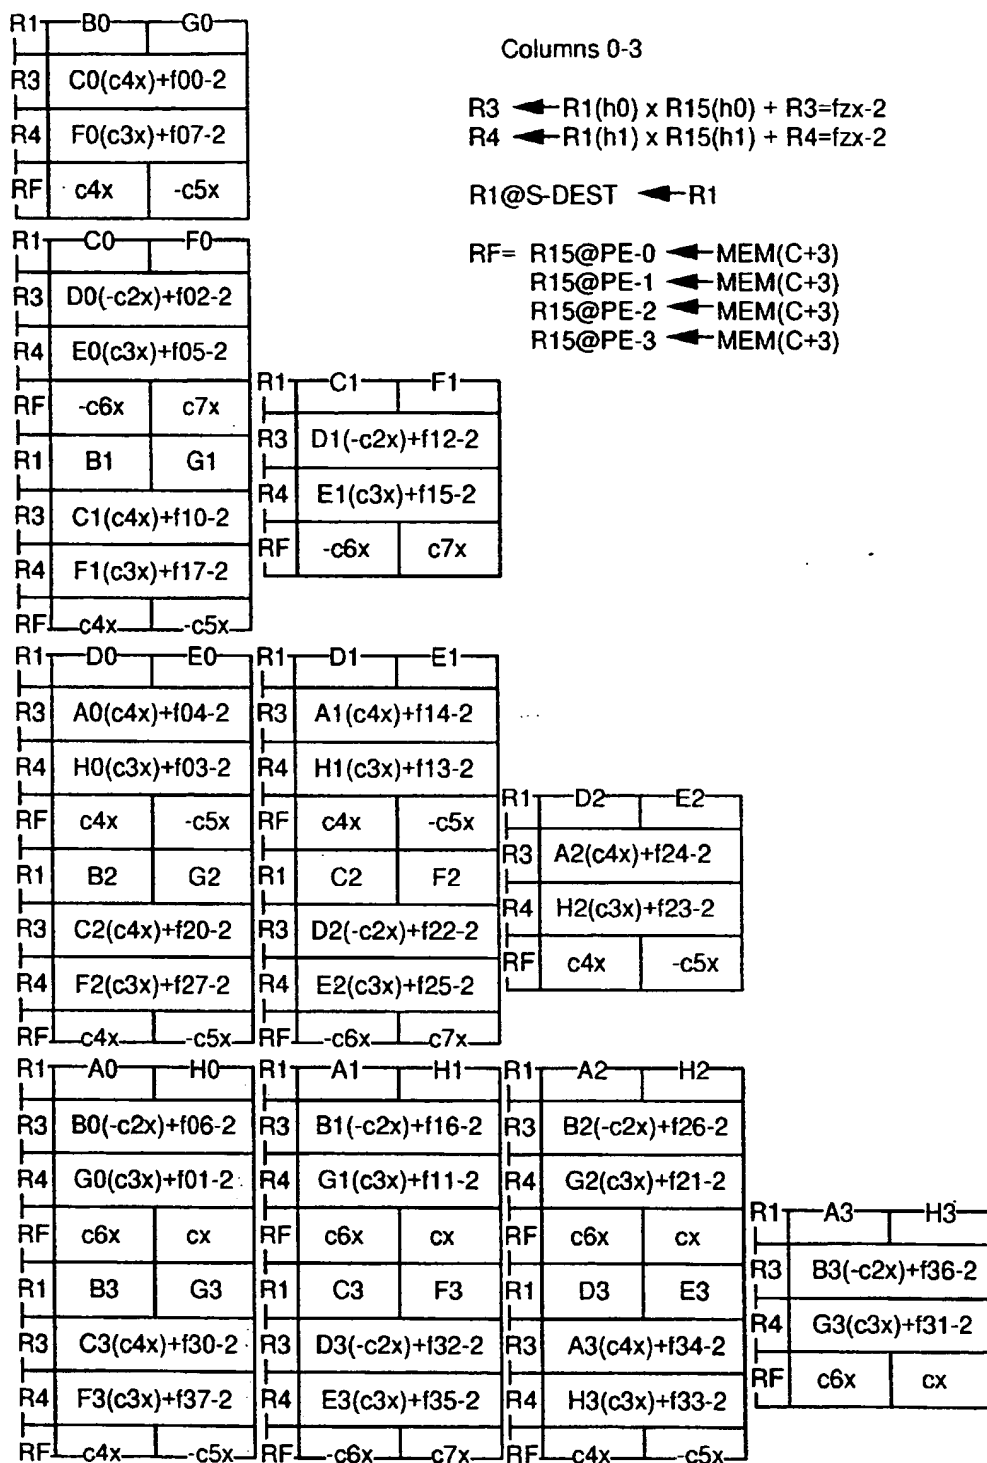 Columns 0-3
R3 ← R1(h0) x R15(h0) + R3=fzx-2
R4 ← R1(h1) x R15(h1) + R4=fzx-2
R1@S-DEST ← R1
RF= R15@PE-0 ← MEM(C+3)
R15@PE-1 ← MEM(C+3)
R15@PE-2 ← MEM(C+3)
R15@PE-3 ← MEM(C+3)
R1 B0 G0
R3 C0(c4x)+f00-2
R4 F0(c3x)+f07-2
RF c4x -c5x
R1 C0 F0
R3 D0(-c2x)+f02-2
R4 E0(c3x)+f05-2
RF -c6x c7x
R1 B1 G1
R3 C1(c4x)+f10-2
R4 F1(c3x)+f17-2
RF c4x -c5x
R1 C1 F1
R3 D1(-c2x)+f12-2
R4 E1(c3x)+f15-2
RF -c6x c7x
R1 D0 E0
R3 A0(c4x)+f04-2
R4 H0(c3x)+f03-2
RF c4x -c5x
R1 B2 G2
R3 C2(c4x)+f20-2
R4 F2(c3x)+f27-2
RF c4x -c5x
R1 D1 E1
R3 A1(c4x)+f14-2
R4 H1(c3x)+f13-2
RF c4x -c5x
R1 C2 F2
R3 D2(-c2x)+f22-2
R4 E2(c3x)+f25-2
RF -c6x c7x
R1 D2 E2
R3 A2(c4x)+f24-2
R4 H2(c3x)+f23-2
RF c4x -c5x
R1 A0 H0
R3 B0(-c2x)+f06-2
R4 G0(c3x)+f01-2
RF c6x cx
R1 B3 G3
R3 C3(c4x)+f30-2
R4 F3(c3x)+f37-2
RF c4x -c5x
R1 A1 H1
R3 B1(-c2x)+f16-2
R4 G1(c3x)+f11-2
RF c6x cx
R1 C3 F3
R3 D3(-c2x)+f32-2
R4 E3(c3x)+f35-2
RF -c6x c7x
R1 A2 H2
R3 B2(-c2x)+f26-2
R4 G2(c3x)+f21-2
RF c6x cx
R1 D3 E3
R3 A3(c4x)+f34-2
R4 H3(c3x)+f33-2
RF c4x -c5x
R1 A3 H3
R3 B3(-c2x)+f36-2
R4 G3(c3x)+f31-2
RF c6x cx